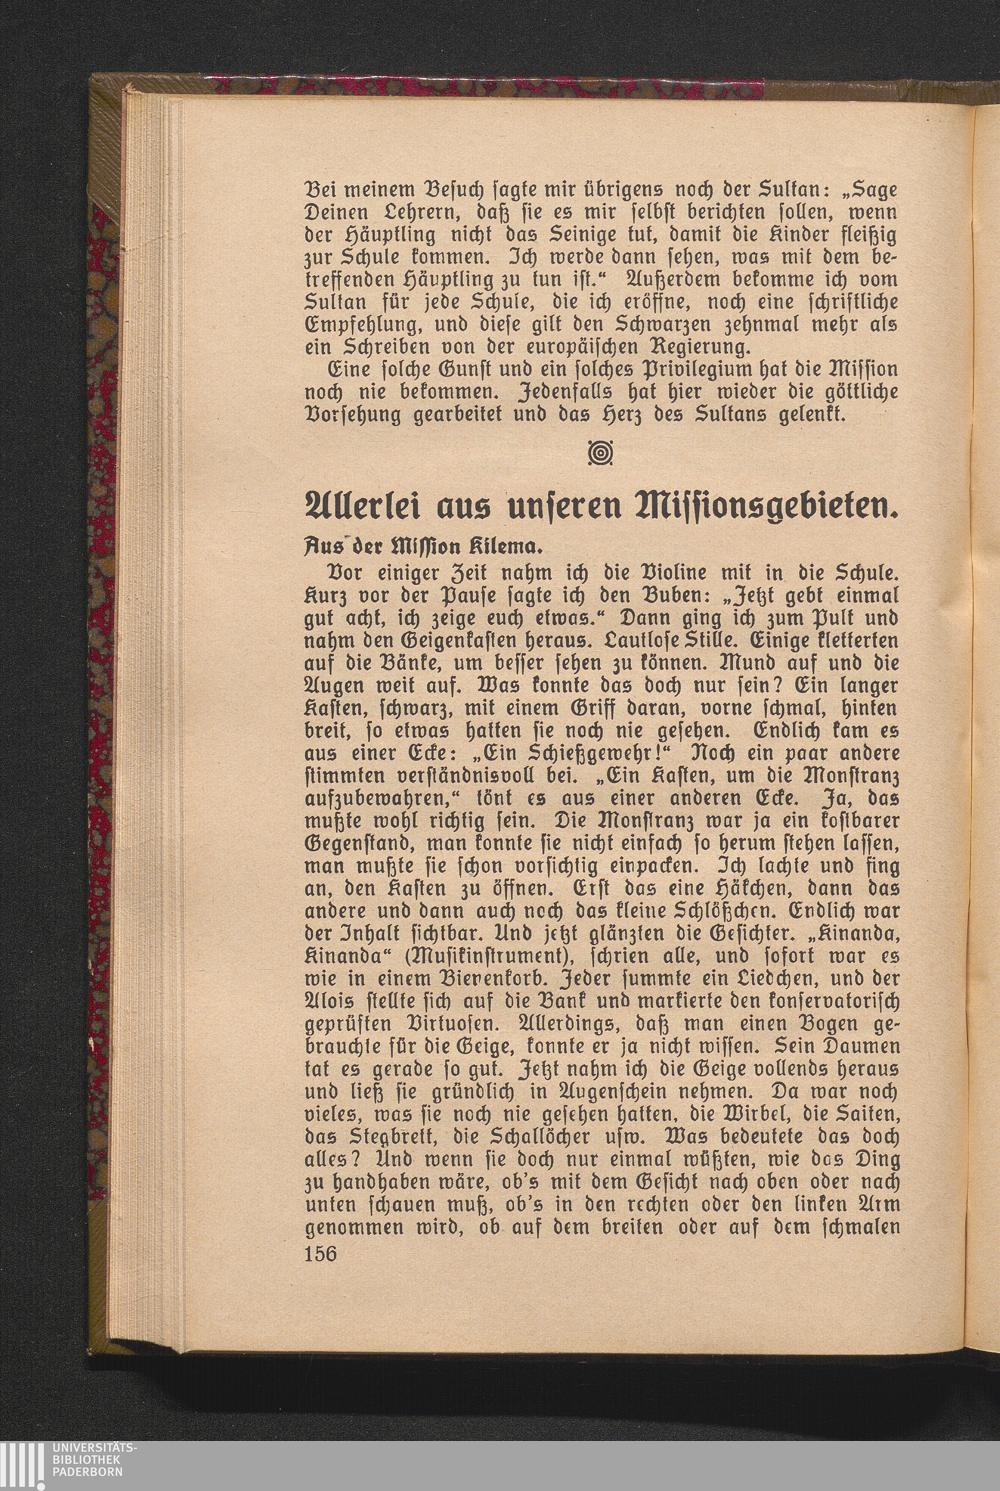 Bei meinem Besuch sagte mir übrigens noch der Sultan: „Sage
Deinen Lehrern, daß sie es mir selbst berichten sollen, wenn
der Häuptling nicht das Seinige tut, damit die Kinder fleißig
zur Schule kommen. Ich werde dann sehen, was mit dem be-
treffenden Häuptling zu tun ist.“ Außerdem bekomme ich vom
Sultan für jede Schule, die ich eröffne, noch eine schriftliche
Empfehlung, und diese gilt den Schwarzen zehnmal mehr als
ein Schreiben von der europäischen Regierung.
Eine solche Gunst und ein solches Privilegium hat die Mission
noch nie bekommen. Jedenfalls hat hier wieder die göttliche
Vorsehung gearbeitet und das Herz des Sultans gelenkt.
Allerlei aus unseren Missionsgebieten.
Aus der Mission Kilema.
Vor einiger Zeit nahm ich die Violine mit in die Schule.
Kurz vor der Pause sagte ich den Buben: „Jetzt gebt einmal
gut acht, ich zeige euch etwas.“ Dann ging ich zum Pult und
nahm den Geigenkasten heraus. Lautlose Stille. Einige kletterten
auf die Bänke, um besser sehen zu können. Mund auf und die
Augen weit auf. Was konnte das doch nur sein? Ein langer
Kasten, schwarz, mit einem Griff daran, vorne schmal, hinten
breit, so etwas hatten sie noch nie gesehen. Endlich kam es
aus einer Ecke: „Ein Schießgewehr!“ Noch ein paar andere
stimmten verständnisvoll bei. „Ein Kasten, um die Monstranz
aufzubewahren,“ tönt es aus einer anderen Ecke. Ja, das
mußte wohl richtig sein. Die Monstranz war ja ein kostbarer
Gegenstand, man konnte sie nicht einfach so herum stehen lassen,
man mußte sie schon vorsichtig einpacken. Ich lachte und fing
an, den Kasten zu öffnen. Erst das eine Häkchen, dann das
andere und dann auch noch das kleine Schlößchen. Endlich war
der Inhalt sichtbar. Und jetzt glänzten die Gesichter. „Kinanda,
Kinanda“ (Musikinstrument), schrien alle, und sofort war es
wie in einem Bienenkorb. Jeder summte ein Liedchen, und der
Alois stellte sich auf die Bank und markierte den konservatorisch
geprüften Virtuosen. Allerdings, daß man einen Bogen ge-
brauchte für die Geige, konnte er ja nicht wissen. Sein Daumen
tat es gerade so gut. Jetzt nahm ich die Geige vollends heraus
und ließ sie gründlich in Augenschein nehmen. Da war noch
vieles, was sie noch nie gesehen hatten, die Wirbel, die Saiten,
das Stegbrett, die Schallöcher usw. Was bedeutete das doch
alles? Und wenn sie doch nur einmal wüßten, wie das Ding
zu handhaben wäre, ob's mit dem Gesicht nach oben oder nach
unten schauen muß, ob's in den rechten oder den linken Arm
genommen wird, ob auf dem breiten oder auf dem schmalen
156
UNIVERSITÄTS-
BIBLIOTHEK
PADERBORN